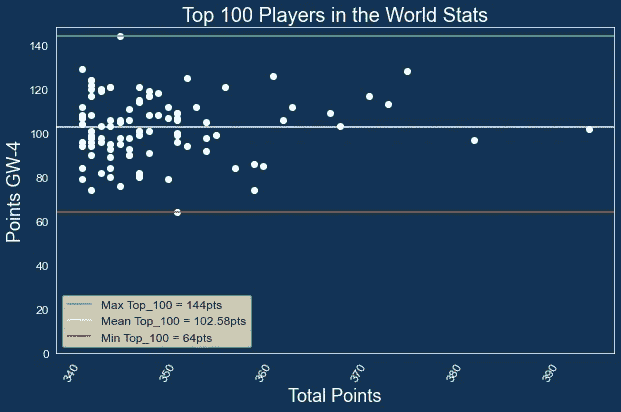 Top 100 Players in the World Stats
Points GW-4
140
120
100
80
60
40
20
0
Max Top_100 = 144pts
Mean Top_100 = 102.58pts
Min Top_100 = 64pts
340
350
360
370
380
390
Total Points